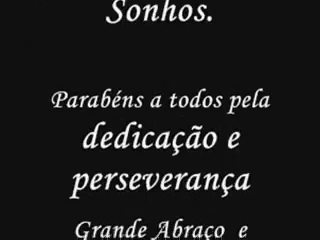 Sonhos.
Parabéns a todos pela
dedicação e
perseverança
Grande Abraço e